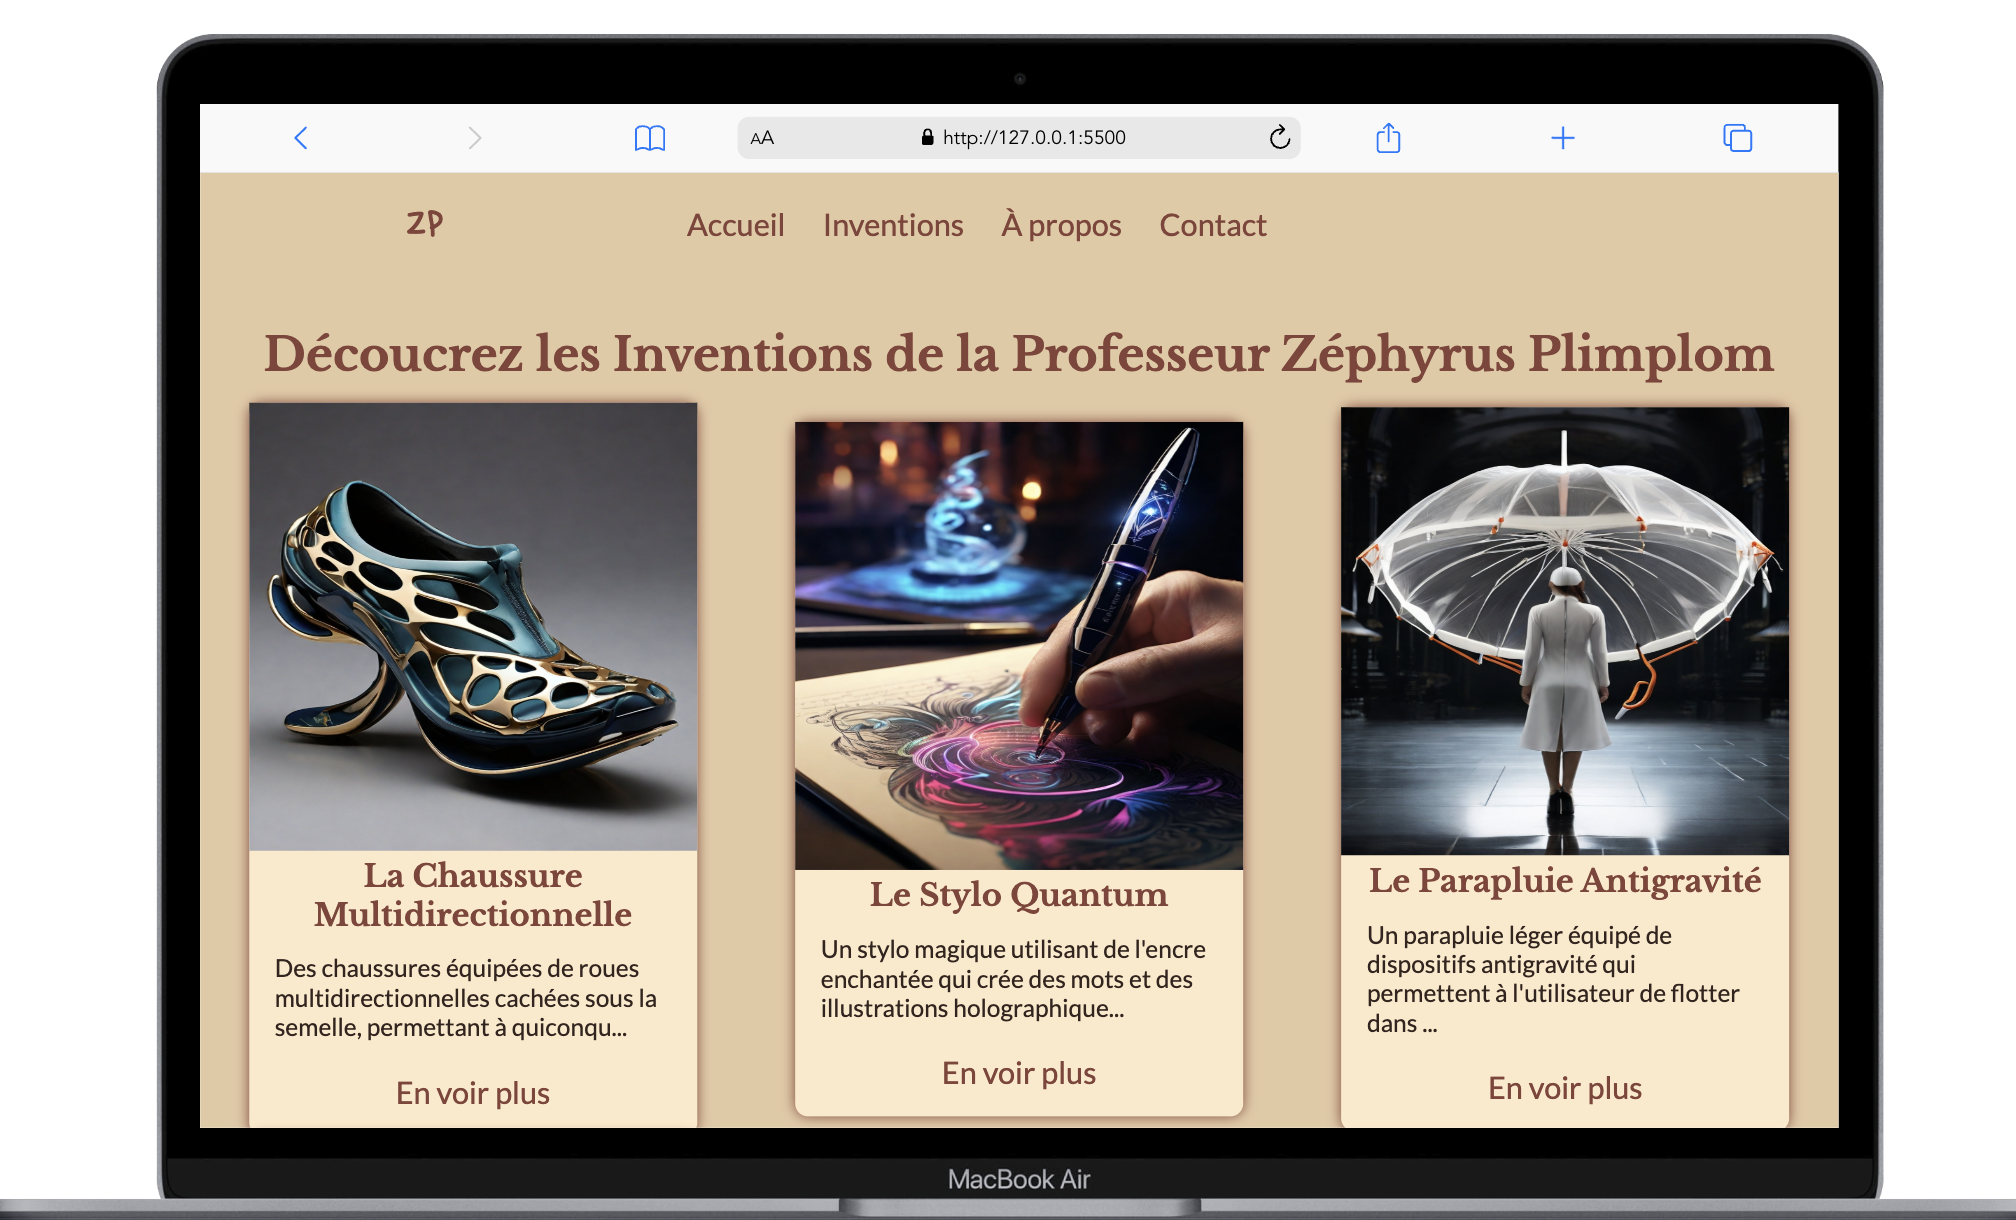 AA http://127.0.0.1:5500
ZP Accueil Inventions À propos Contact
Découcrez les Inventions de la Professeur Zéphyrus Plimplom
La Chaussure
Multidirectionnelle
Des chaussures équipées de roues
multidirectionnelles cachées sous la
semelle, permettant à quiconqu...
En voir plus
Le Stylo Quantum
Un stylo magique utilisant de l'encre
enchantée qui crée des mots et des
illustrations holographique...
En voir plus
Le Parapluie Antigravité
Un parapluie léger équipé de
dispositifs antigravité qui
permettent à l'utilisateur de flotter
dans ...
En voir plus
MacBook Air